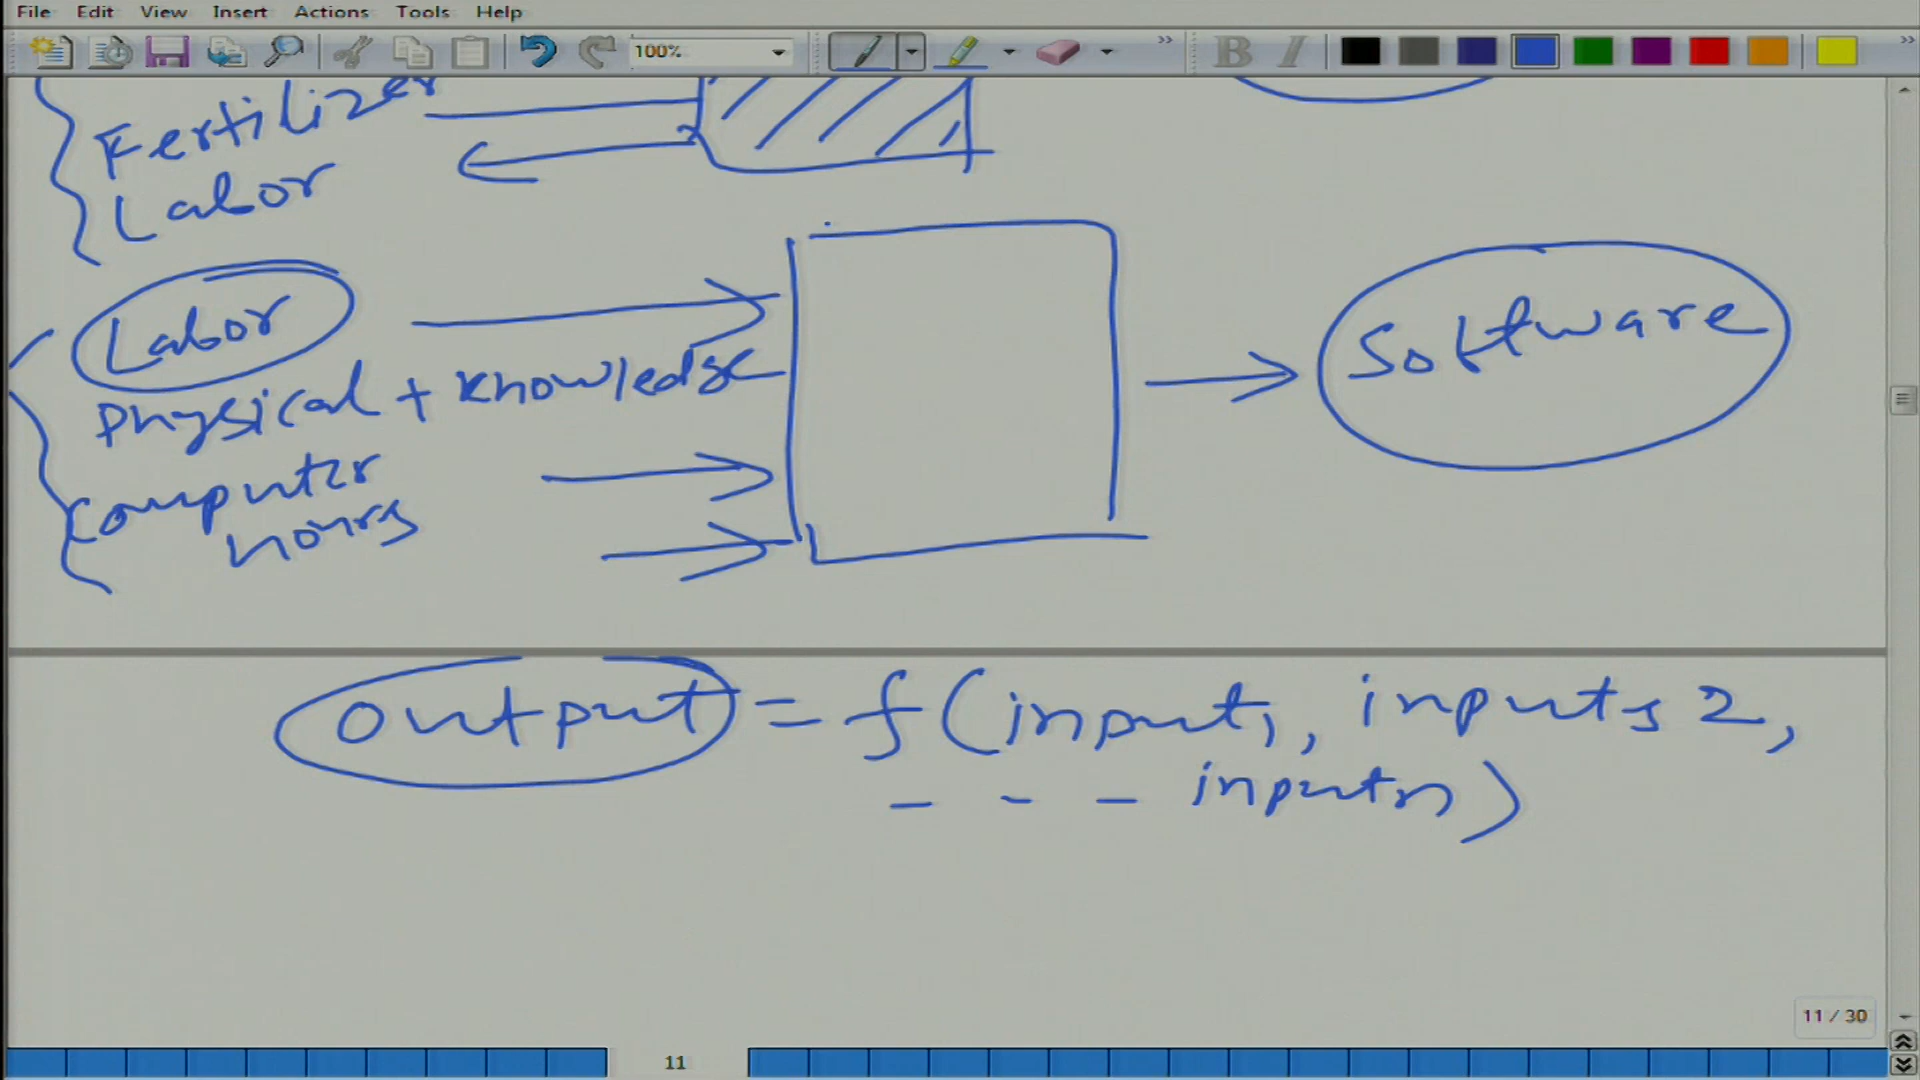 File Edit View Insert Actions Tools Help
100%
B I
Fertilizer
Labor
Labor
Physical + Knowledge
Computer
hours
Software
output = f(input1, inputs 2,
- - - inputn)
11 / 30
11